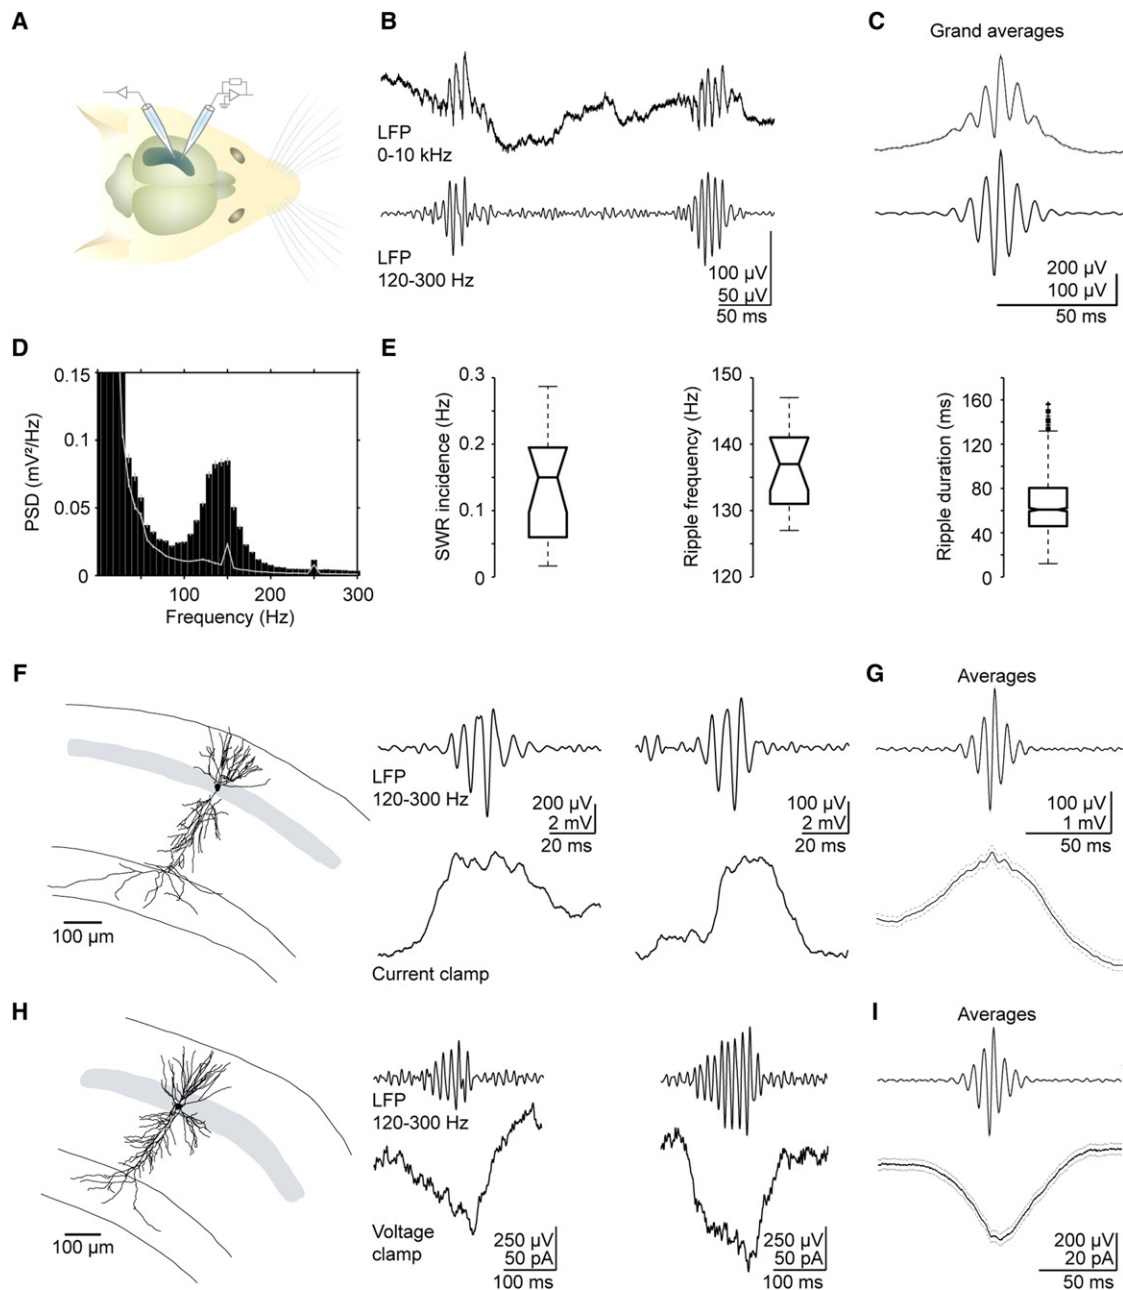 A
B
C
Grand averages
LFP
0-10 kHz
LFP
120-300 Hz
100 µV
50 µV
50 ms
200 µV
100 µV
50 ms
D
E
0.15
0.1
0.05
0
PSD (mV²/Hz)
100
200
300
Frequency (Hz)
0.3
0.2
0.1
0
SWR incidence (Hz)
150
140
130
120
Ripple frequency (Hz)
160
120
80
40
0
Ripple duration (ms)
F
G
Averages
LFP
120-300 Hz
200 µV
2 mV
20 ms
100 µV
2 mV
20 ms
100 µV
1 mV
50 ms
100 µm
Current clamp
H
I
Averages
LFP
120-300 Hz
Voltage
clamp
100 µm
250 µV
50 pA
100 ms
250 µV
50 pA
100 ms
200 µV
20 pA
50 ms